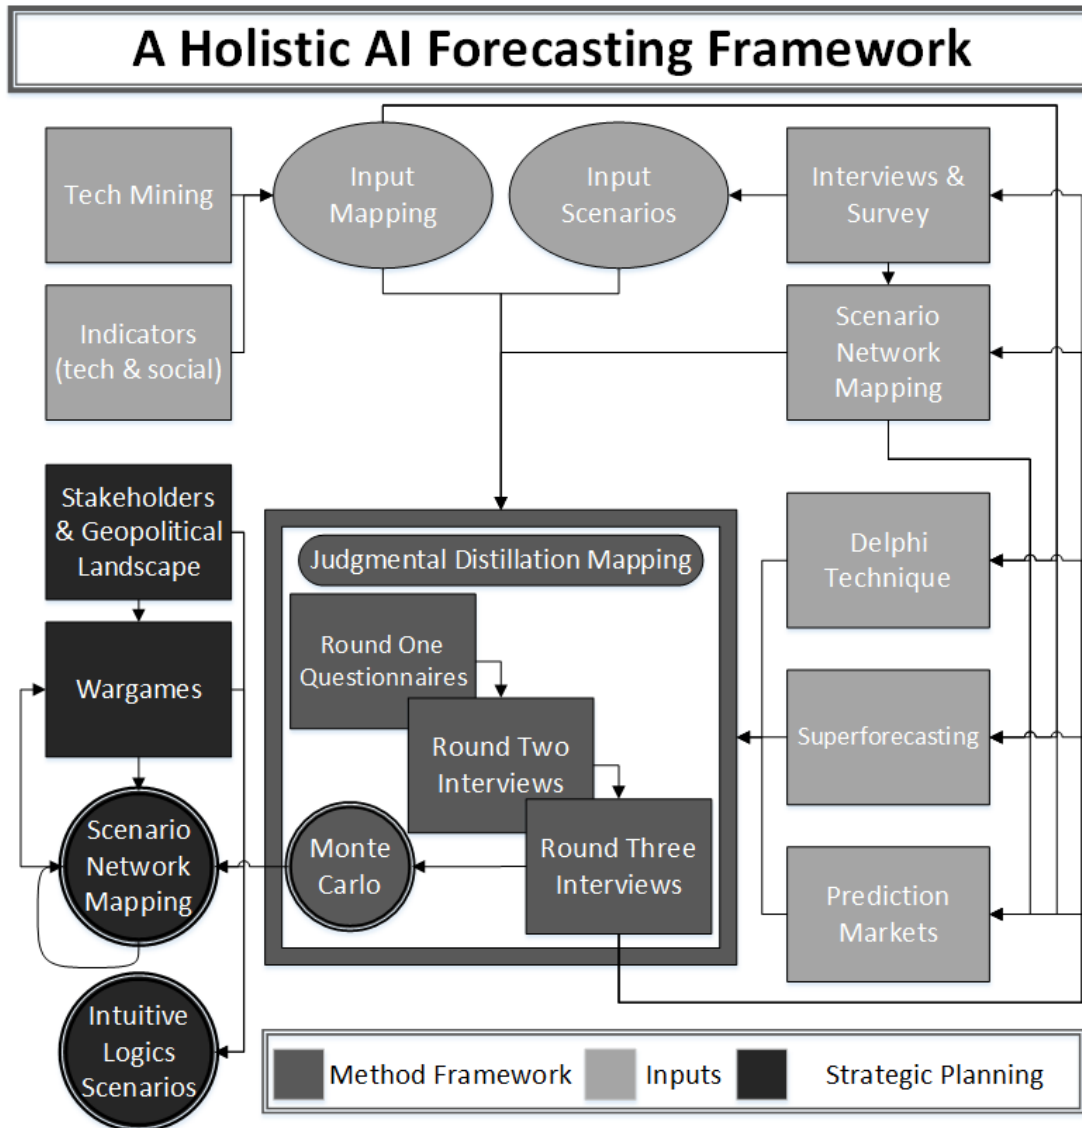 A Holistic AI Forecasting Framework
Tech Mining
Input
Mapping
Input
Scenarios
Interviews &
Survey
Indicators
(tech & social)
Scenario
Network
Mapping
Stakeholders
& Geopolitical
Landscape
Judgmental Distillation Mapping
Delphi
Technique
Round One
Questionnaires
Wargames
Round Two
Interviews
Superforecasting
Scenario
Network
Mapping
Monte
Carlo
Round Three
Interviews
Prediction
Markets
Intuitive
Logics
Scenarios
Method Framework
Inputs
Strategic Planning